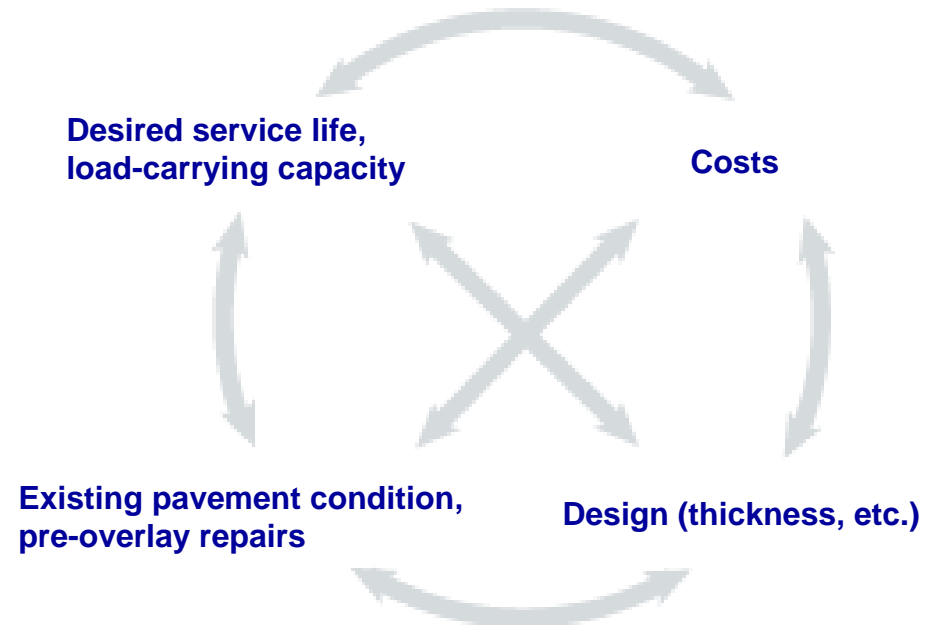 Desired service life,
load-carrying capacity
Costs
Existing pavement condition,
pre-overlay repairs
Design (thickness, etc.)